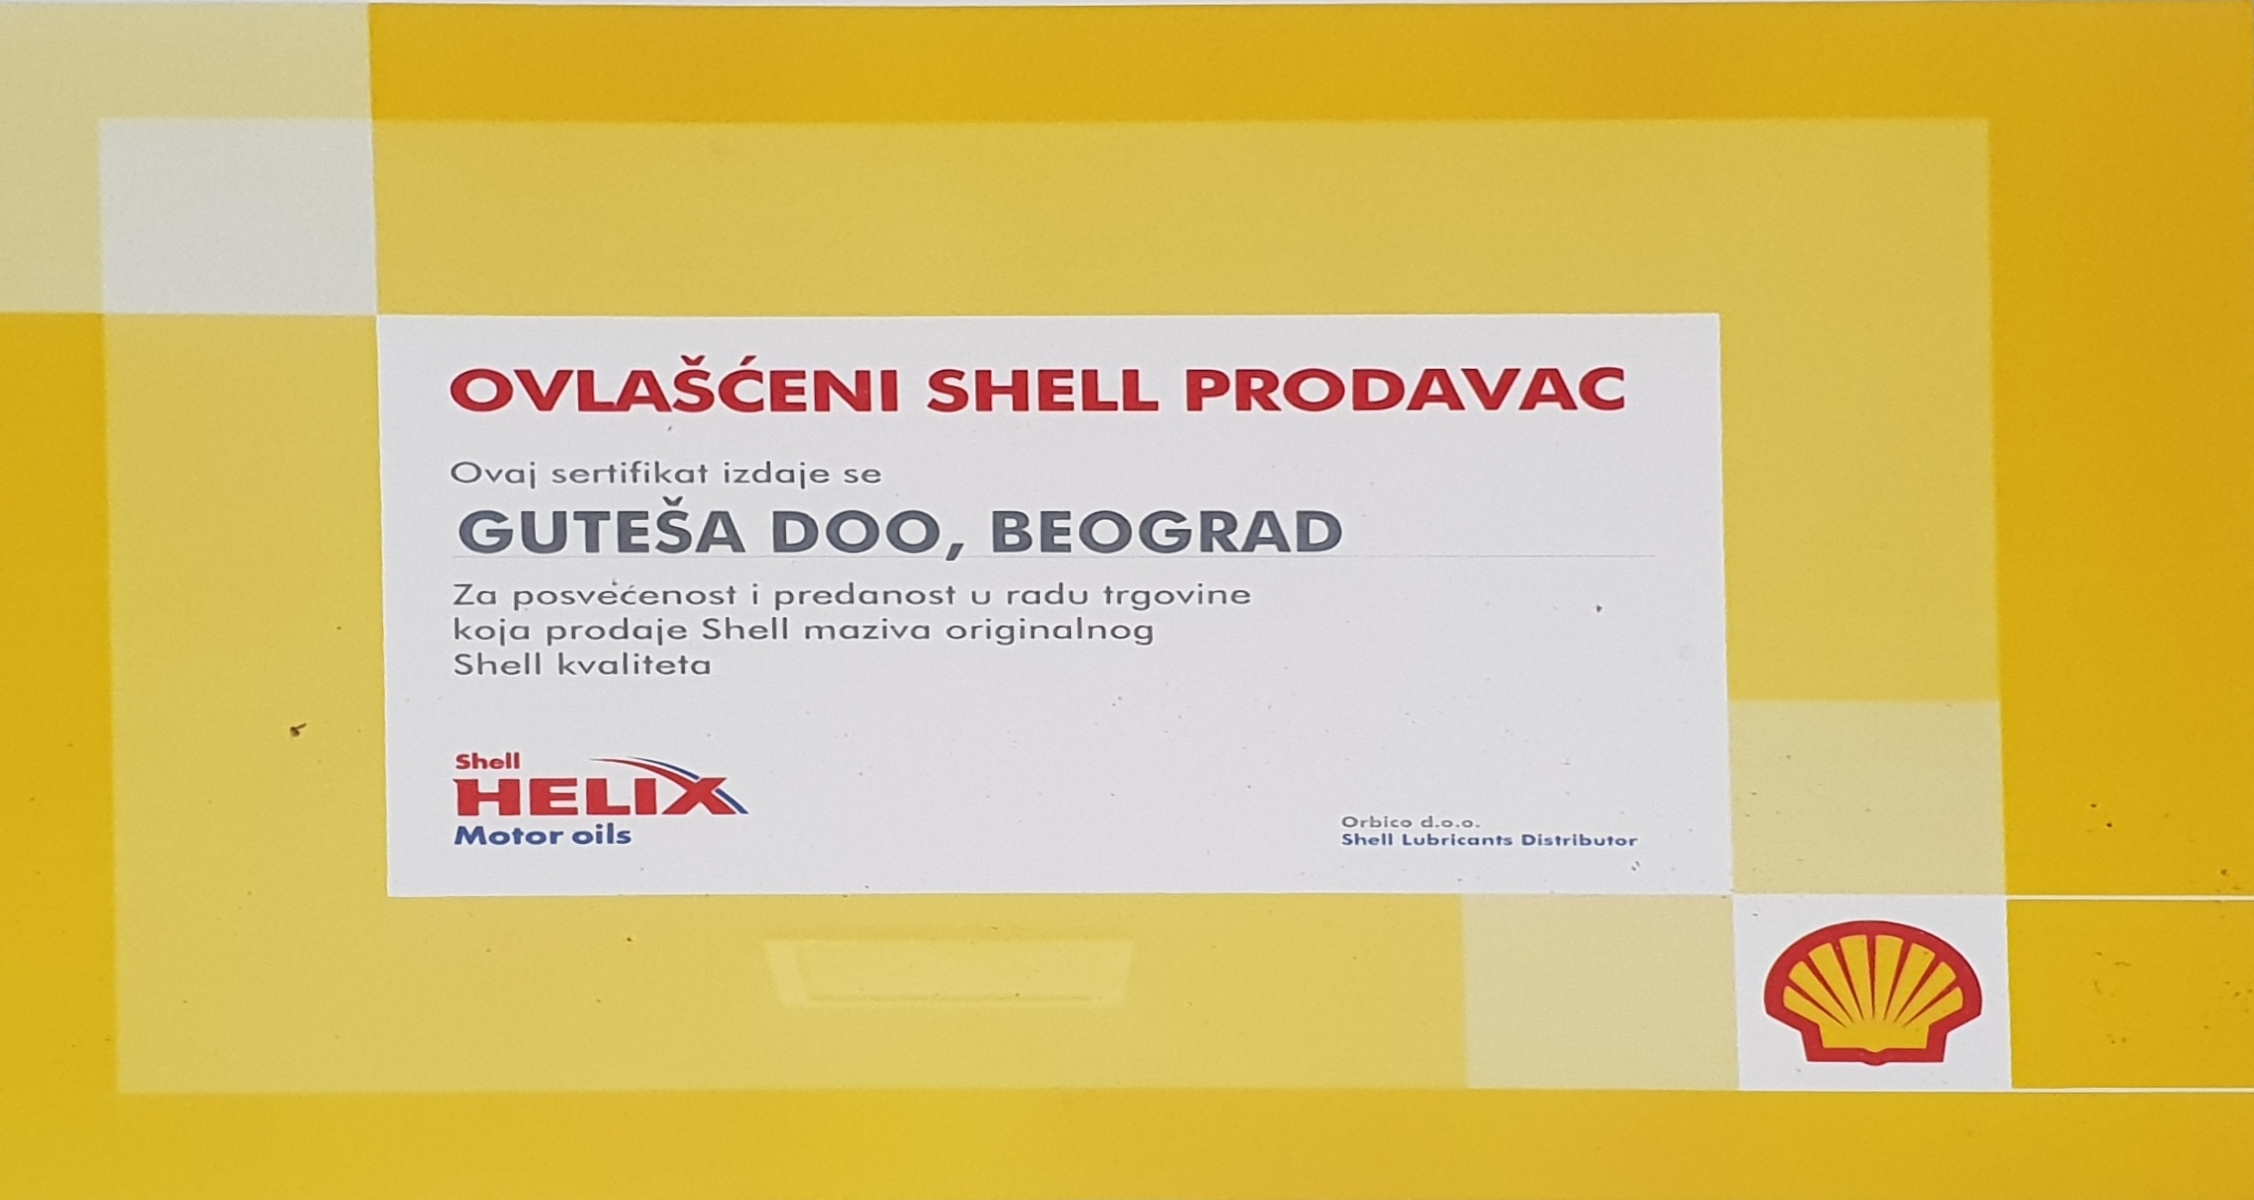 OVLAŠĆENI SHELL PRODAVAC
Ovaj sertifikat izdaje se
GUTEŠA DOO, BEOGRAD
Za posvećenost i predanost u radu trgovine
koja prodaje Shell maziva originalnog
Shell kvaliteta
Shell
HELIX
Motor oils
Orbico d.o.o.
Shell Lubricants Distributor